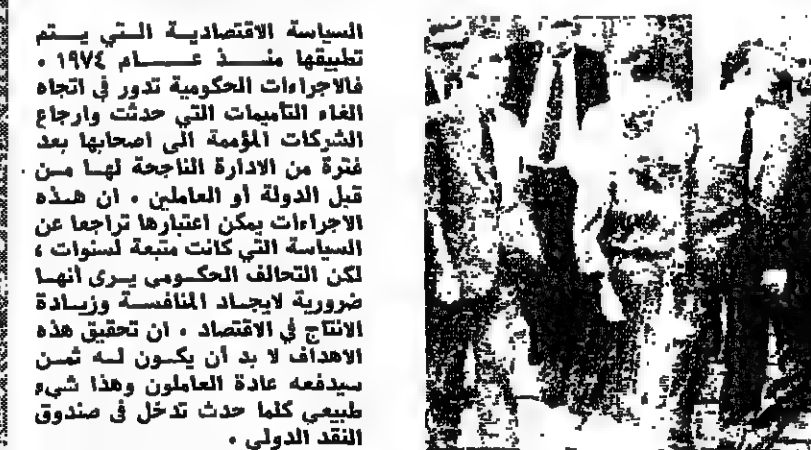 السياسة الاقتصادية التي يتم
تطبيقها منذ عام ١٩٧٤ .
فالاجراءات الحكومية تدور في اتجاه
الغاء التأميمات التي حدثت وارجاع
الشركات المؤممة الى اصحابها بعد
فترة من الادارة الناجحة لها من
قبل الدولة أو العاملين . ان هذه
الاجراءات يمكن اعتبارها تراجعا عن
السياسة التي كانت متبعة لسنوات ،
لكن التحالف الحكومي يرى انها
ضرورية لايجاد المنافسة وزيادة
الانتاج في الاقتصاد . ان تحقيق هذه
الاهداف لا بد أن يكون له ثمن
سيدفعه عادة العاملون وهذا شيء
طبيعي كلما حدث تدخل في صندوق
النقد الدولي .